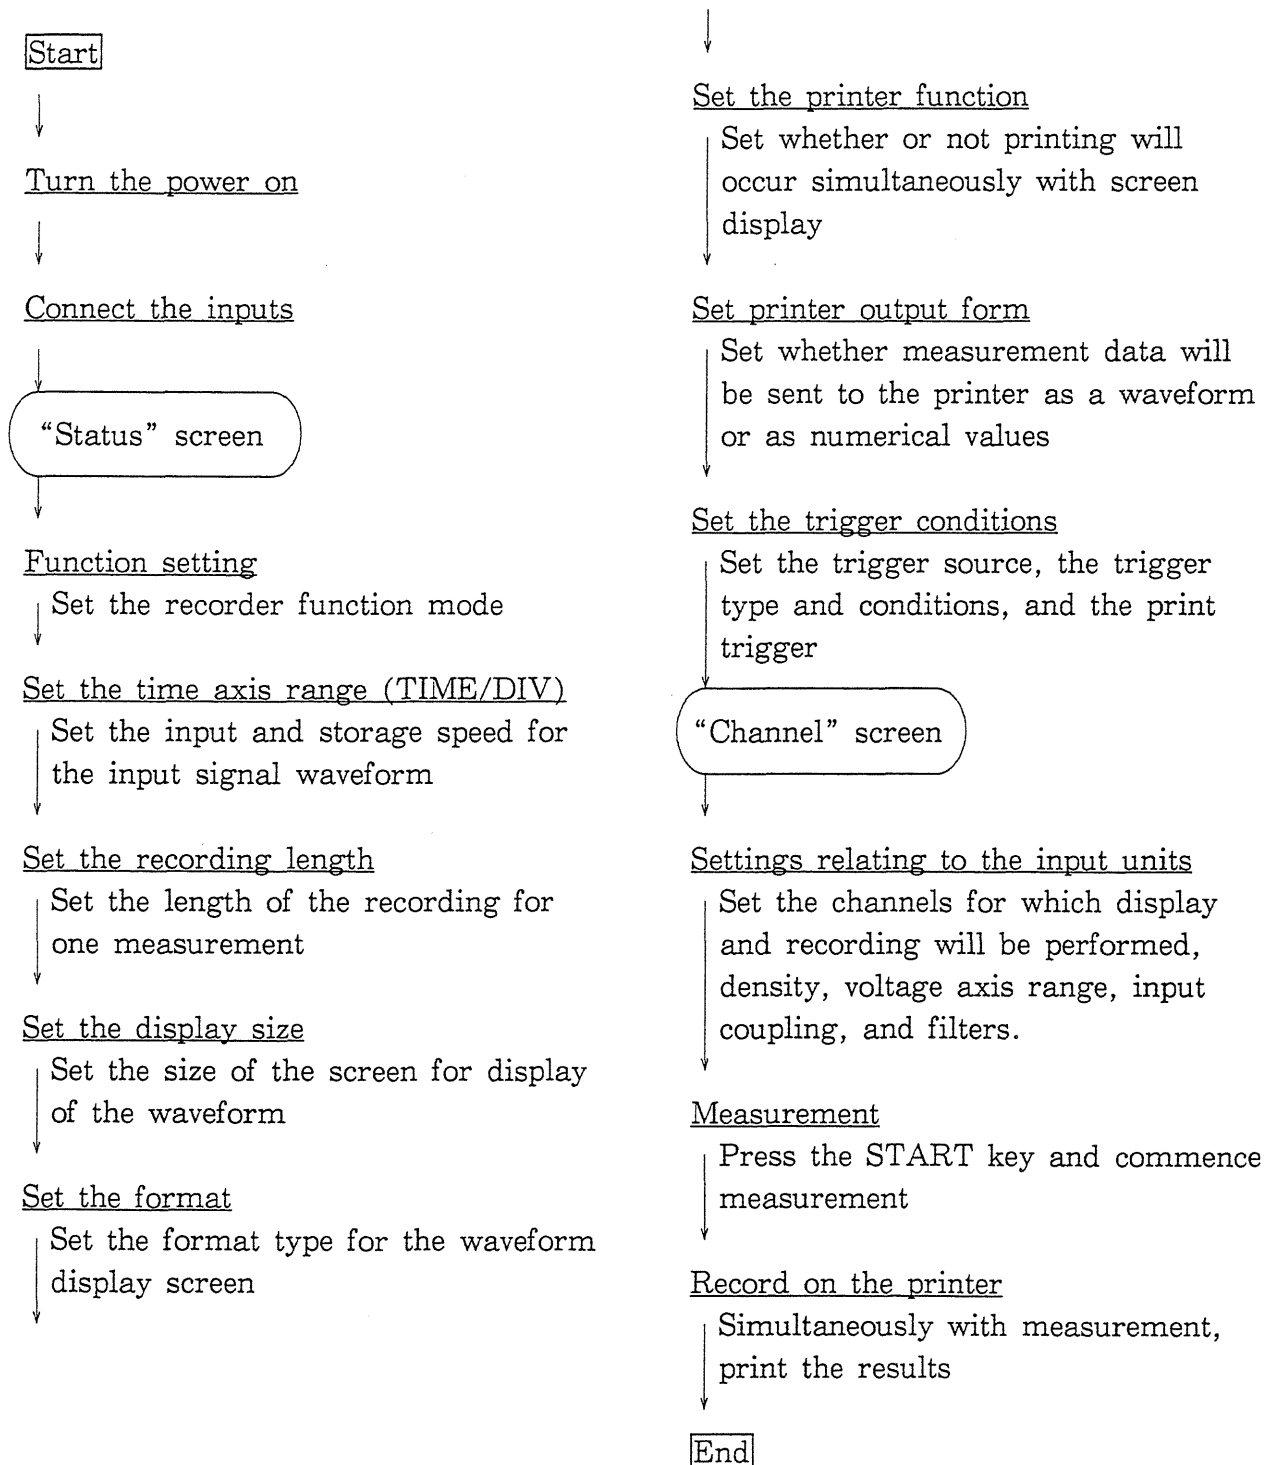 Start
Turn the power on
Connect the inputs
“Status” screen
Function setting
Set the recorder function mode
Set the time axis range (TIME/DIV)
Set the input and storage speed for
the input signal waveform
Set the recording length
Set the length of the recording for
one measurement
Set the display size
Set the size of the screen for display
of the waveform
Set the format
Set the format type for the waveform
display screen
Set the printer function
Set whether or not printing will
occur simultaneously with screen
display
Set printer output form
Set whether measurement data will
be sent to the printer as a waveform
or as numerical values
Set the trigger conditions
Set the trigger source, the trigger
type and conditions, and the print
trigger
“Channel” screen
Settings relating to the input units
Set the channels for which display
and recording will be performed,
density, voltage axis range, input
coupling, and filters.
Measurement
Press the START key and commence
measurement
Record on the printer
Simultaneously with measurement,
print the results
End